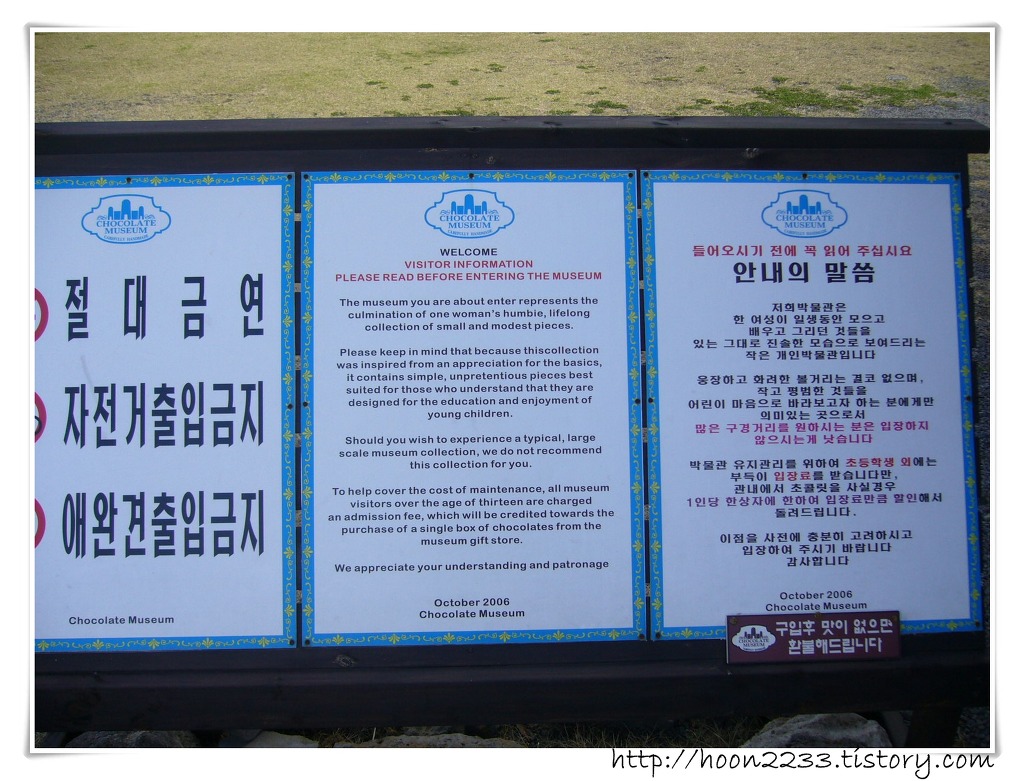 CHOCOLATE
MUSEUM
CAREFULLY HANDMADE
절대금연
자전거출입금지
애완견출입금지
Chocolate Museum
CHOCOLATE
MUSEUM
CAREFULLY HANDMADE
WELCOME
VISITOR INFORMATION
PLEASE READ BEFORE ENTERING THE MUSEUM
The museum you are about enter represents the
culmination of one woman's humbie, lifelong
collection of small and modest pieces.
Please keep in mind that because thiscollection
was inspired from an appreciation for the basics,
it contains simple, unpretentious pieces best
suited for those who understand that they are
designed for the education and enjoyment of
young children.
Should you wish to experience a typical, large
scale museum collection, we do not recommend
this collection for you.
To help cover the cost of maintenance, all museum
visitors over the age of thirteen are charged
an admission fee, which will be credited towards the
purchase of a single box of chocolates from the
museum gift store.
We appreciate your understanding and patronage
October 2006
Chocolate Museum
CHOCOLATE
MUSEUM
CAREFULLY HANDMADE
들어오시기 전에 꼭 읽어 주십시요
안내의 말씀
저희박물관은
한 여성이 일생동안 모으고
배우고 그리던 것들을
있는 그대로 진솔한 모습으로 보여드리는
작은 개인박물관입니다
웅장하고 화려한 볼거리는 결코 없으며,
작고 평범한 것들을
어린이 마음으로 바라보고자 하는 분에게만
의미있는 곳으로서
많은 구경거리를 원하시는 분은 입장하지
않으시는게 낫습니다
박물관 유지관리를 위하여 초등학생 외에는
부득이 입장료를 받습니다만,
관내에서 초콜릿을 사실경우
1인당 한상자에 한하여 입장료만큼 할인해서
돌려드립니다.
이점을 사전에 충분히 고려하시고
입장하여 주시기 바랍니다
감사합니다
October 2006
Chocolate Museum
CHOCOLATE
MUSEUM
구입후 맛이 없으면
환불해드립니다
http://hoon2233.tistory.com